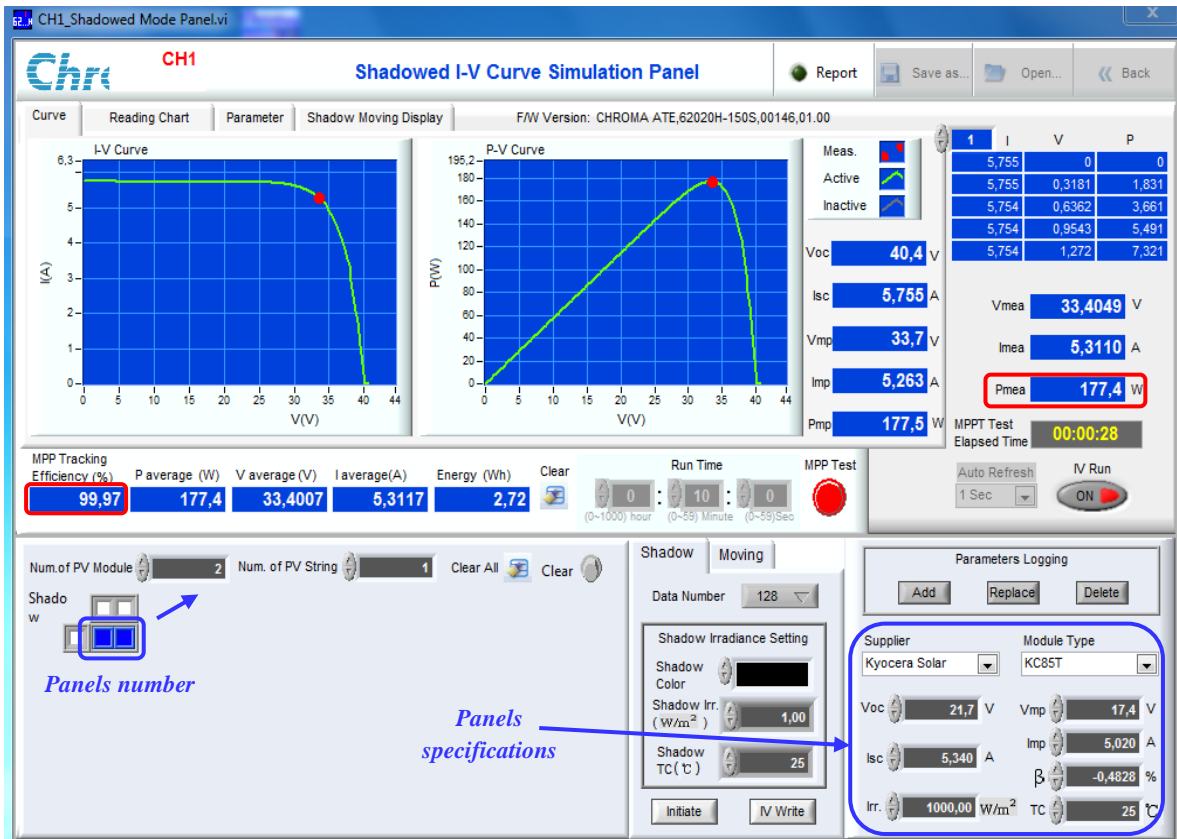 CH1_Shadowed Mode Panel.vi
CH1
Shadowed I-V Curve Simulation Panel
Report
Save as...
Open...
Back
Curve
Reading Chart
Parameter
Shadow Moving Display
F/W Version: CHROMA ATE,62020H-150S,00146,01.00
I-V Curve
6,3
5
4
3
2
1
0
I(A)
0 5 10 15 20 25 30 35 40 44
V(V)
P-V Curve
195,2
180
160
140
120
100
80
60
40
20
0
P(W)
0 5 10 15 20 25 30 35 40 44
V(V)
Meas.
Active
Inactive
Voc 40,4 V
Isc 5,755 A
Vmp 33,7 V
Imp 5,263 A
Pmp 177,5 W
1 I V P
5,755 0 0
5,755 0,3181 1,831
5,754 0,6362 3,661
5,754 0,9543 5,491
5,754 1,272 7,321
Vmea 33,4049 V
Imea 5,3110 A
Pmea 177,4 W
MPPT Test
Elapsed Time 00:00:28
MPP Tracking
Efficiency (%) P average (W) V average (V) I average(A) Energy (Wh) Clear
99,97 177,4 33,4007 5,3117 2,72
Run Time
0 : 10 : 0
(0~1000) hour (0~59) Minute (0~59)Sec
MPP Test
Auto Refresh
1 Sec
IV Run
ON
Num.of PV Module 2 Num. of PV String 1 Clear All Clear
Shado
w
Panels number
Panels
specifications
Shadow
Moving
Data Number 128
Shadow Irradiance Setting
Shadow
Color
Shadow Irr.
(W/m²) 1,00
Shadow
TC(℃) 25
Initiate
IV Write
Parameters Logging
Add
Replace
Delete
Supplier
Kyocera Solar
Module Type
KC85T
Voc 21,7 V
Vmp 17,4 V
Isc 5,340 A
Imp 5,020 A
β -0,4828 %
Irr. 1000,00 W/m²
TC 25 ℃